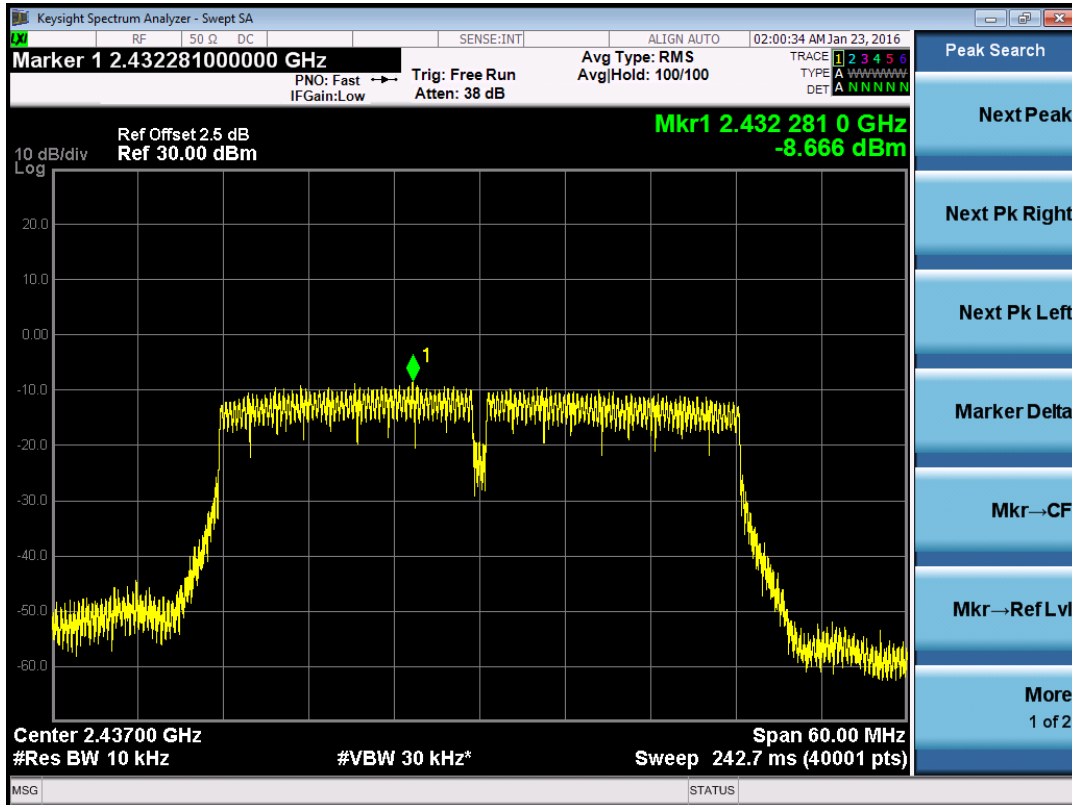 Keysight Spectrum Analyzer - Swept SA
LXI RF 50 Ω DC SENSE:INT ALIGN AUTO 02:00:34 AM Jan 23, 2016
Marker 1 2.432281000000 GHz
PNO: Fast
IFGain:Low
Trig: Free Run
Atten: 38 dB
Avg Type: RMS
Avg|Hold: 100/100
TRACE 1 2 3 4 5 6
TYPE A WWWWW
DET A N N N N N
Peak Search
Mkr1 2.432 281 0 GHz
-8.666 dBm
Ref Offset 2.5 dB
10 dB/div Ref 30.00 dBm
Log
20.0
10.0
0.00
-10.0
-20.0
-30.0
-40.0
-50.0
-60.0
1
Center 2.43700 GHz Span 60.00 MHz
#Res BW 10 kHz #VBW 30 kHz* Sweep 242.7 ms (40001 pts)
MSG STATUS
Next Peak
Next Pk Right
Next Pk Left
Marker Delta
Mkr→CF
Mkr→Ref Lvl
More
1 of 2